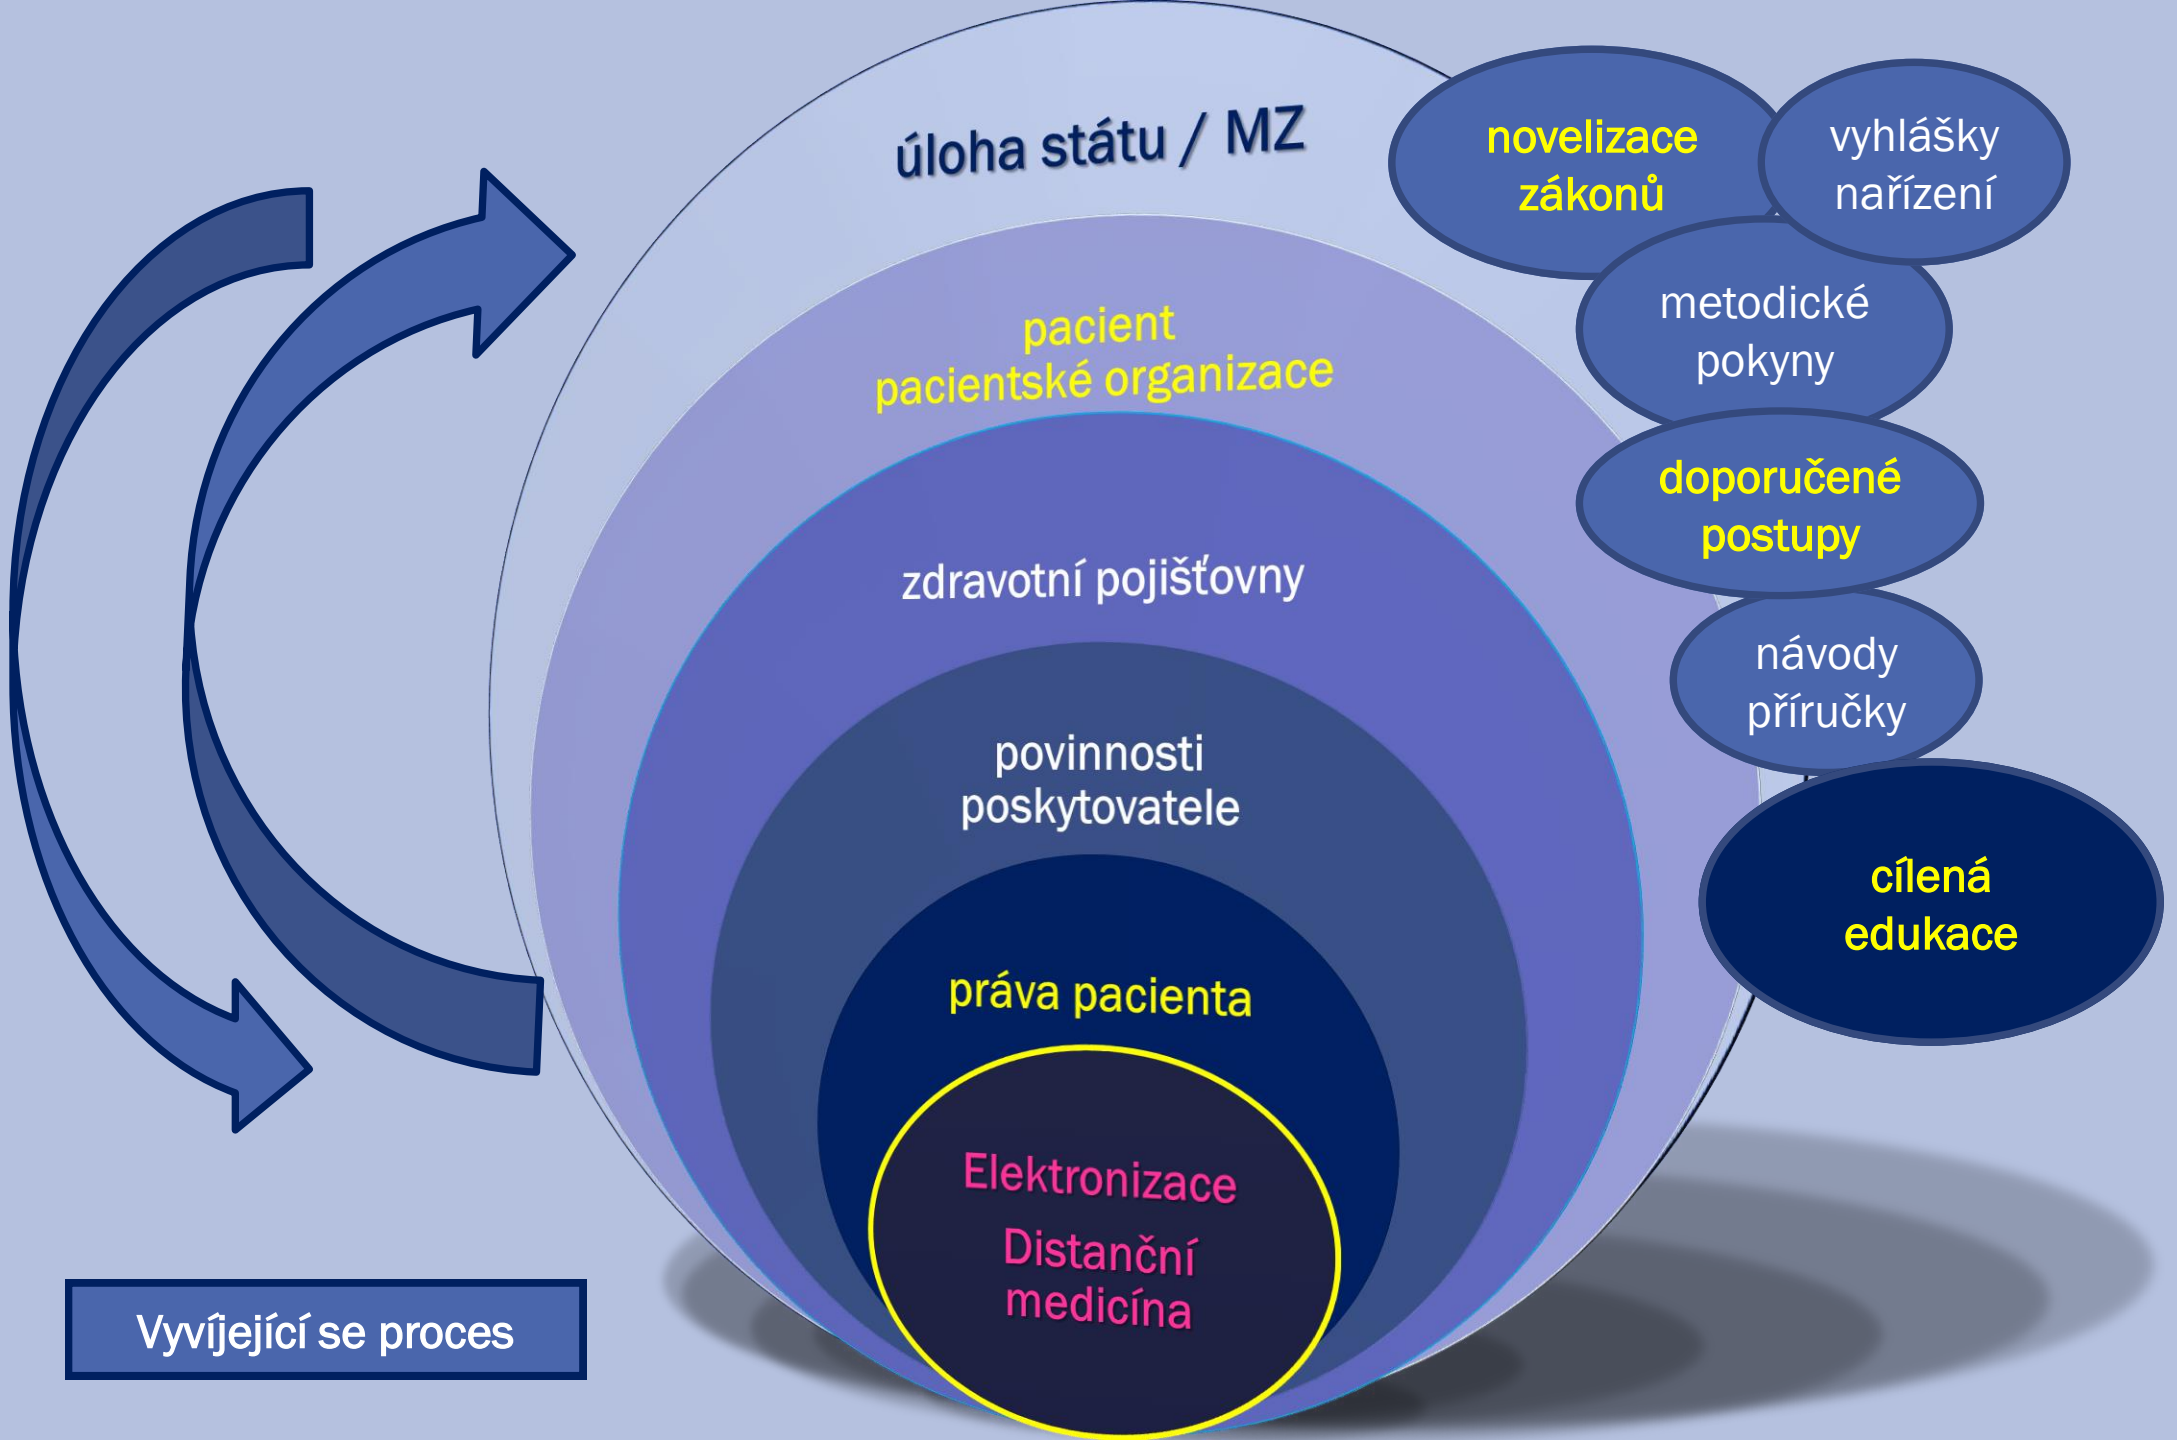 úloha státu / MZ
pacient
pacientské organizace
zdravotní pojišťovny
povinnosti
poskytovatele
práva pacienta
Elektronizace
Distanční
medicína
novelizace
zákonů
vyhlášky
nařízení
metodické
pokyny
doporučené
postupy
návody
příručky
cílená
edukace
Vyvíjející se proces